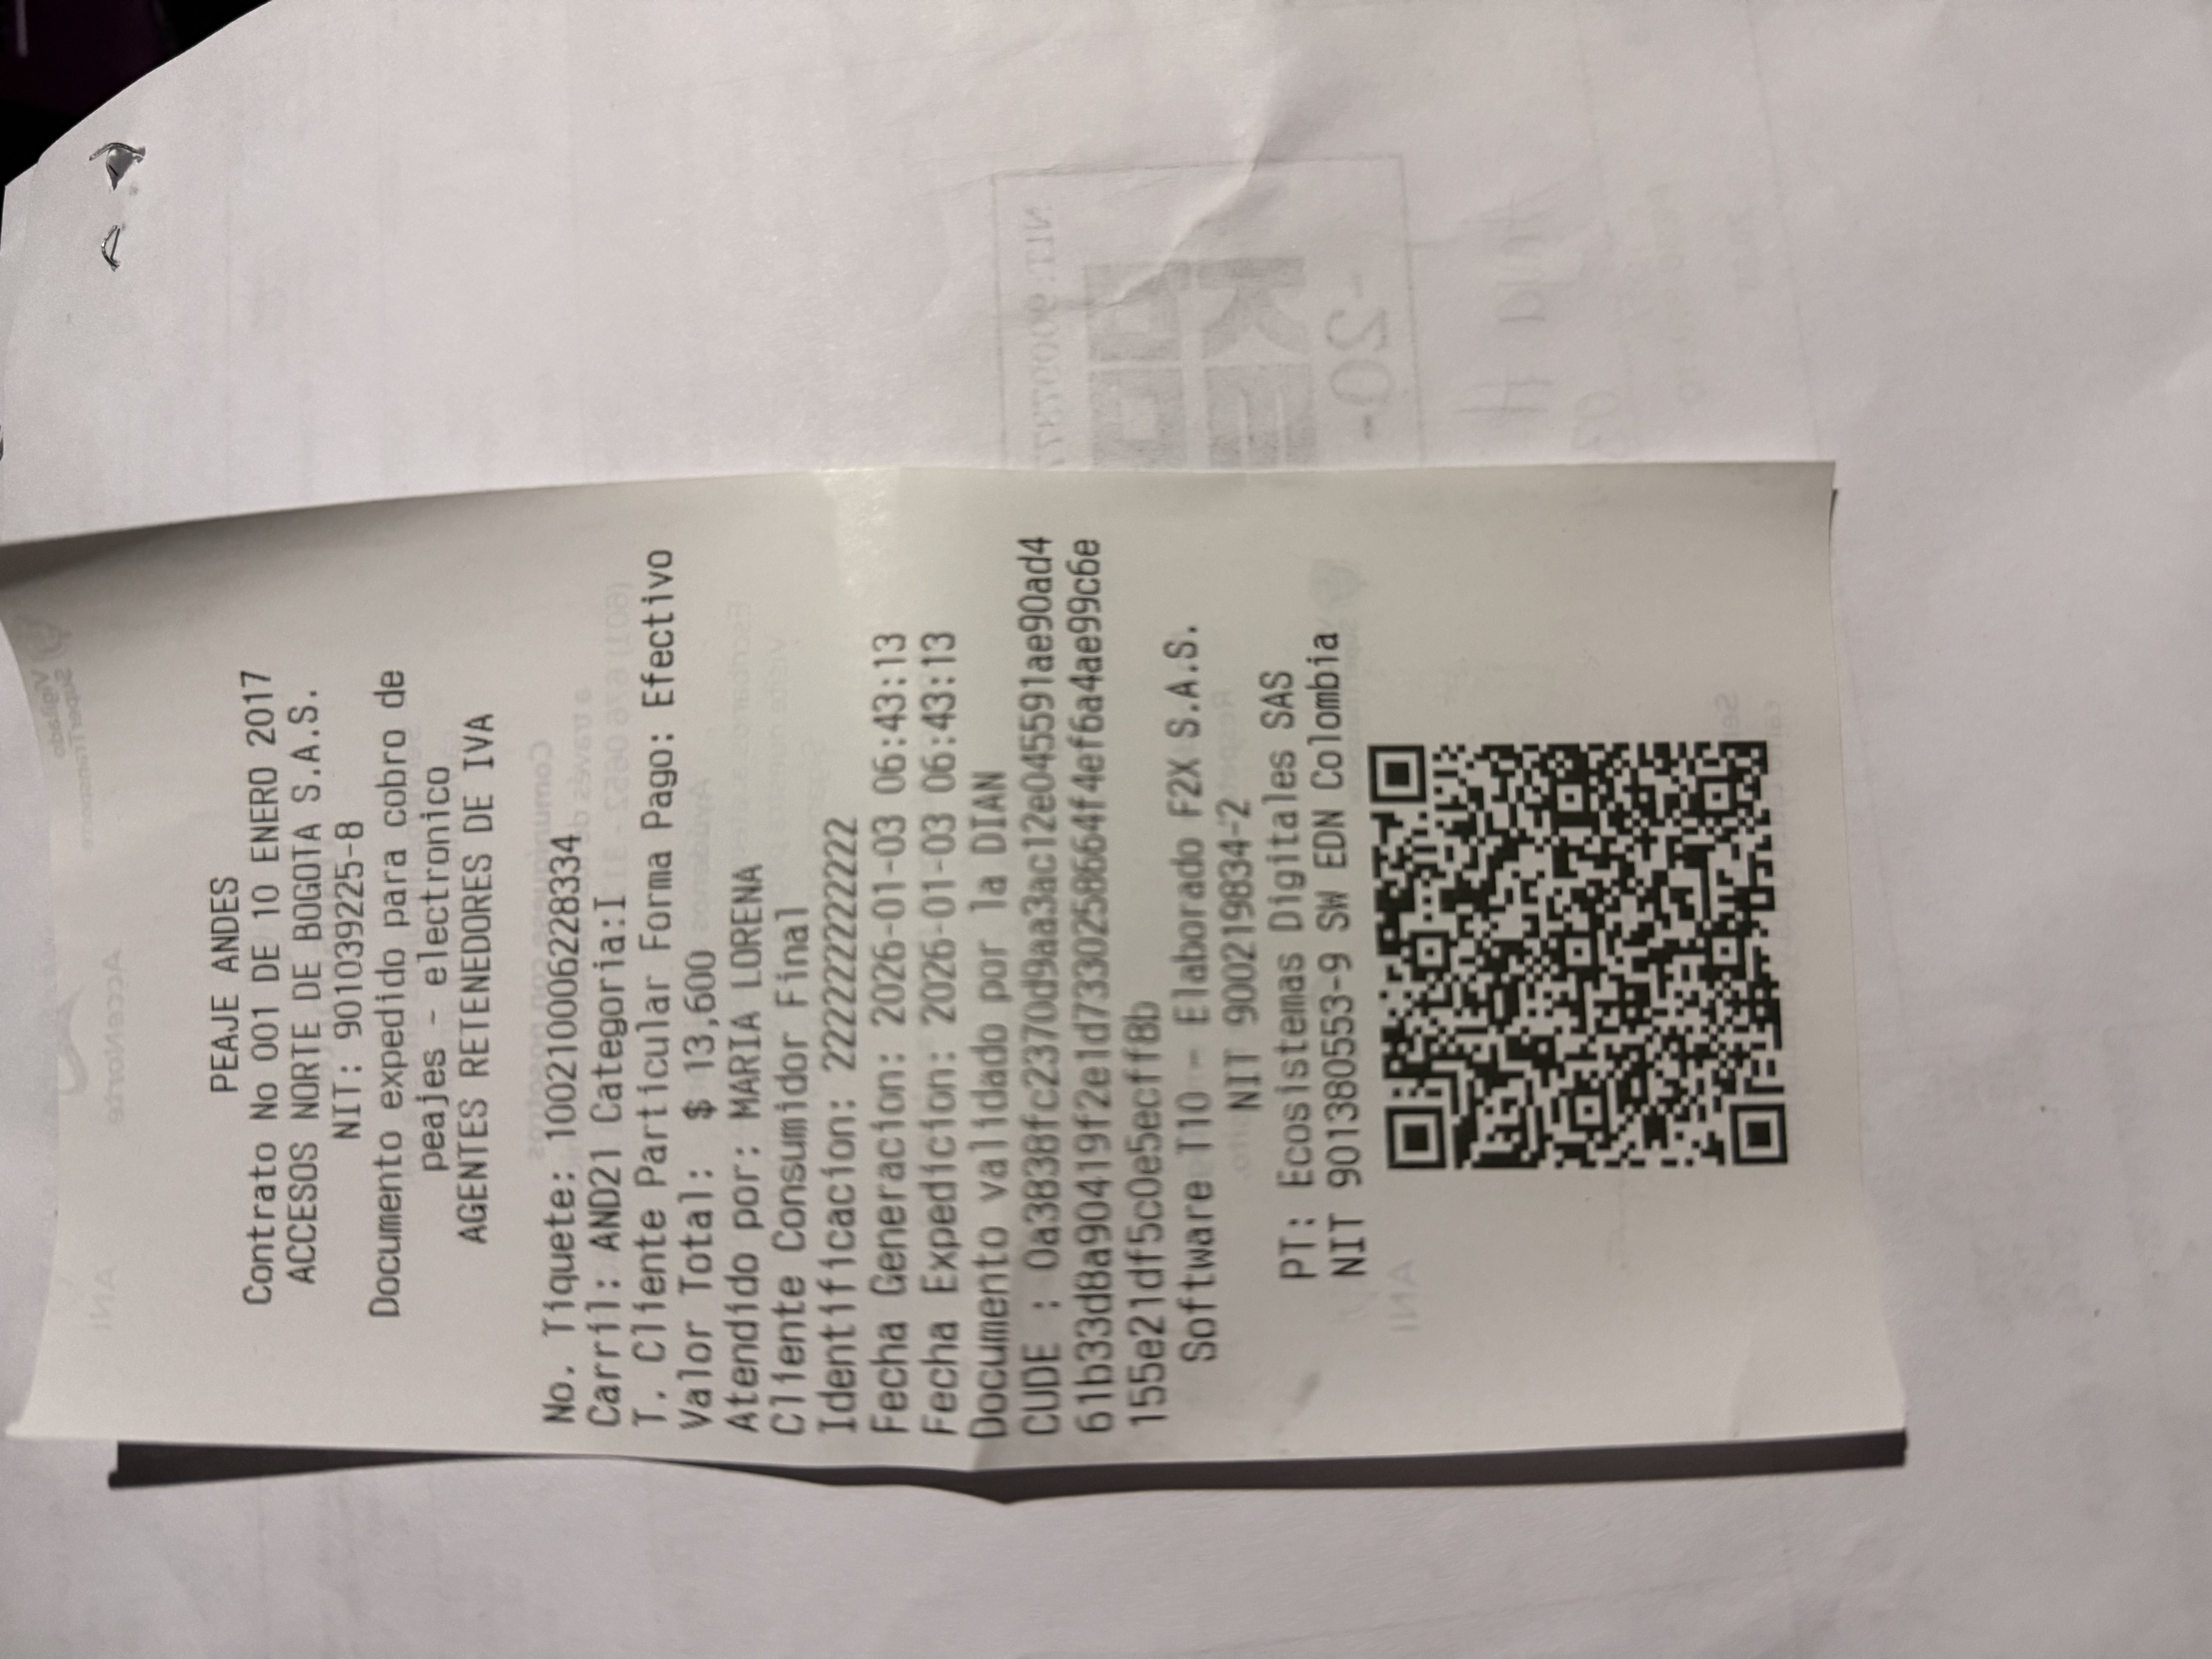 PEAJE ANDES
Contrato No 001 DE 10 ENERO 2017
ACCESOS NORTE DE BOGOTA S.A.S.
NIT: 901039225-8
Documento expedido para cobro de
peajes - electronico
AGENTES RETENEDORES DE IVA
No. Tiquete: 1002100062283​34
Carril: AND21 Categoria:I
T. Cliente Particular Forma Pago: Efectivo
Valor Total: $ 13,600
Atendido por: MARIA LORENA
Cliente Consumidor Final
Identificacion: 222222222222
Fecha Generacion: 2026-01-03 06:43:13
Fecha Expedicion: 2026-01-03 06:43:13
Documento validado por la DIAN
CUDE : 0a3838fc2370d9aa3ac12e045591ae90ad4
61b33d8a90419f2e1d7330258664f4ef6a4ae99c6e
155e21df5c0e5ecff8b
Software T10 - Elaborado F2X S.A.S.
NIT 900219834-2
PT: Ecosistemas Digitales SAS
NIT 901380553-9 SW EDN Colombia